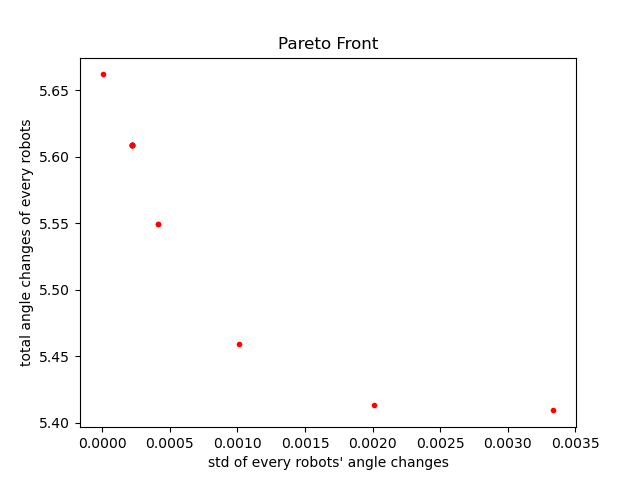 Pareto Front
total angle changes of every robots
5.65
5.60
5.55
5.50
5.45
5.40
0.0000 0.0005 0.0010 0.0015 0.0020 0.0025 0.0030 0.0035
std of every robots' angle changes